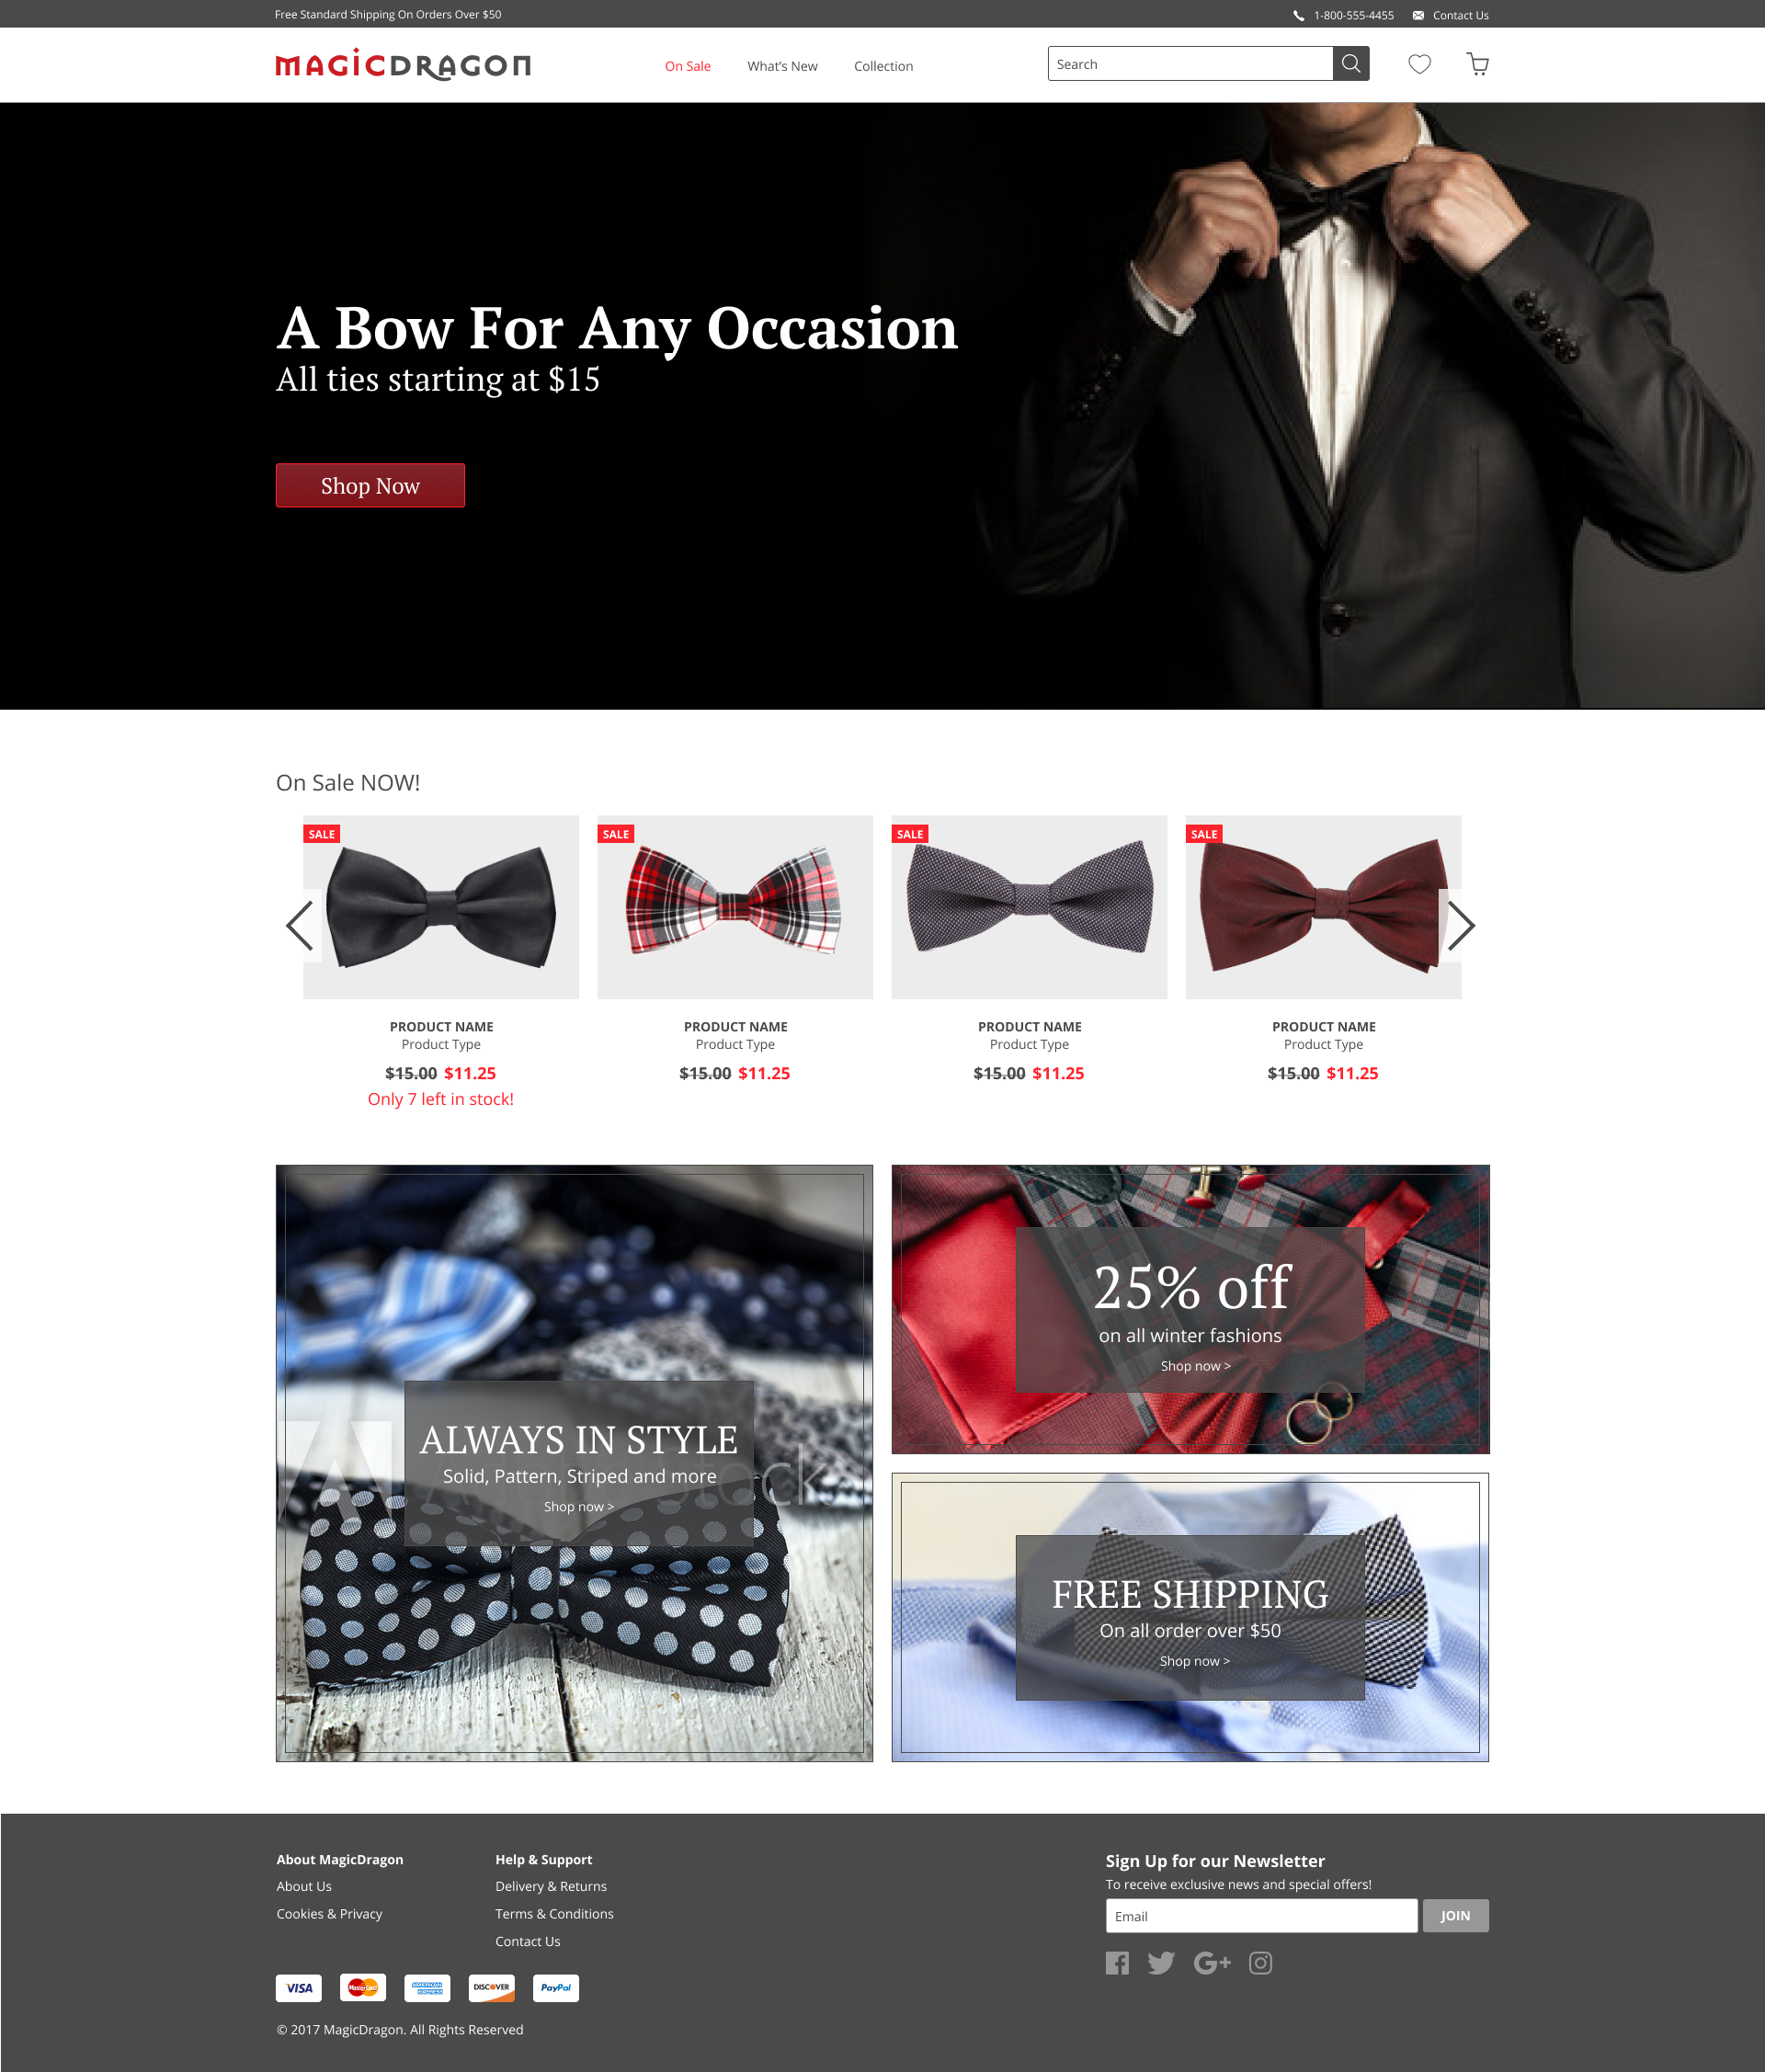 Free Standard Shipping On Orders Over $50
1-800-555-4455
Contact Us
MAGICDRAGON
On Sale
What's New
Collection
Search
A Bow For Any Occasion
All ties starting at $15
Shop Now
On Sale NOW!
SALE
SALE
SALE
SALE
PRODUCT NAME
Product Type
$15.00 $11.25
Only 7 left in stock!
PRODUCT NAME
Product Type
$15.00 $11.25
PRODUCT NAME
Product Type
$15.00 $11.25
PRODUCT NAME
Product Type
$15.00 $11.25
ALWAYS IN STYLE
Solid, Pattern, Striped and more
Shop now >
25% off
on all winter fashions
Shop now >
FREE SHIPPING
On all order over $50
Shop now >
About MagicDragon
About Us
Cookies & Privacy
Help & Support
Delivery & Returns
Terms & Conditions
Contact Us
Sign Up for our Newsletter
To receive exclusive news and special offers!
Email
JOIN
VISA
MasterCard
AMERICAN EXPRESS
DISCOVER
PayPal
© 2017 MagicDragon. All Rights Reserved